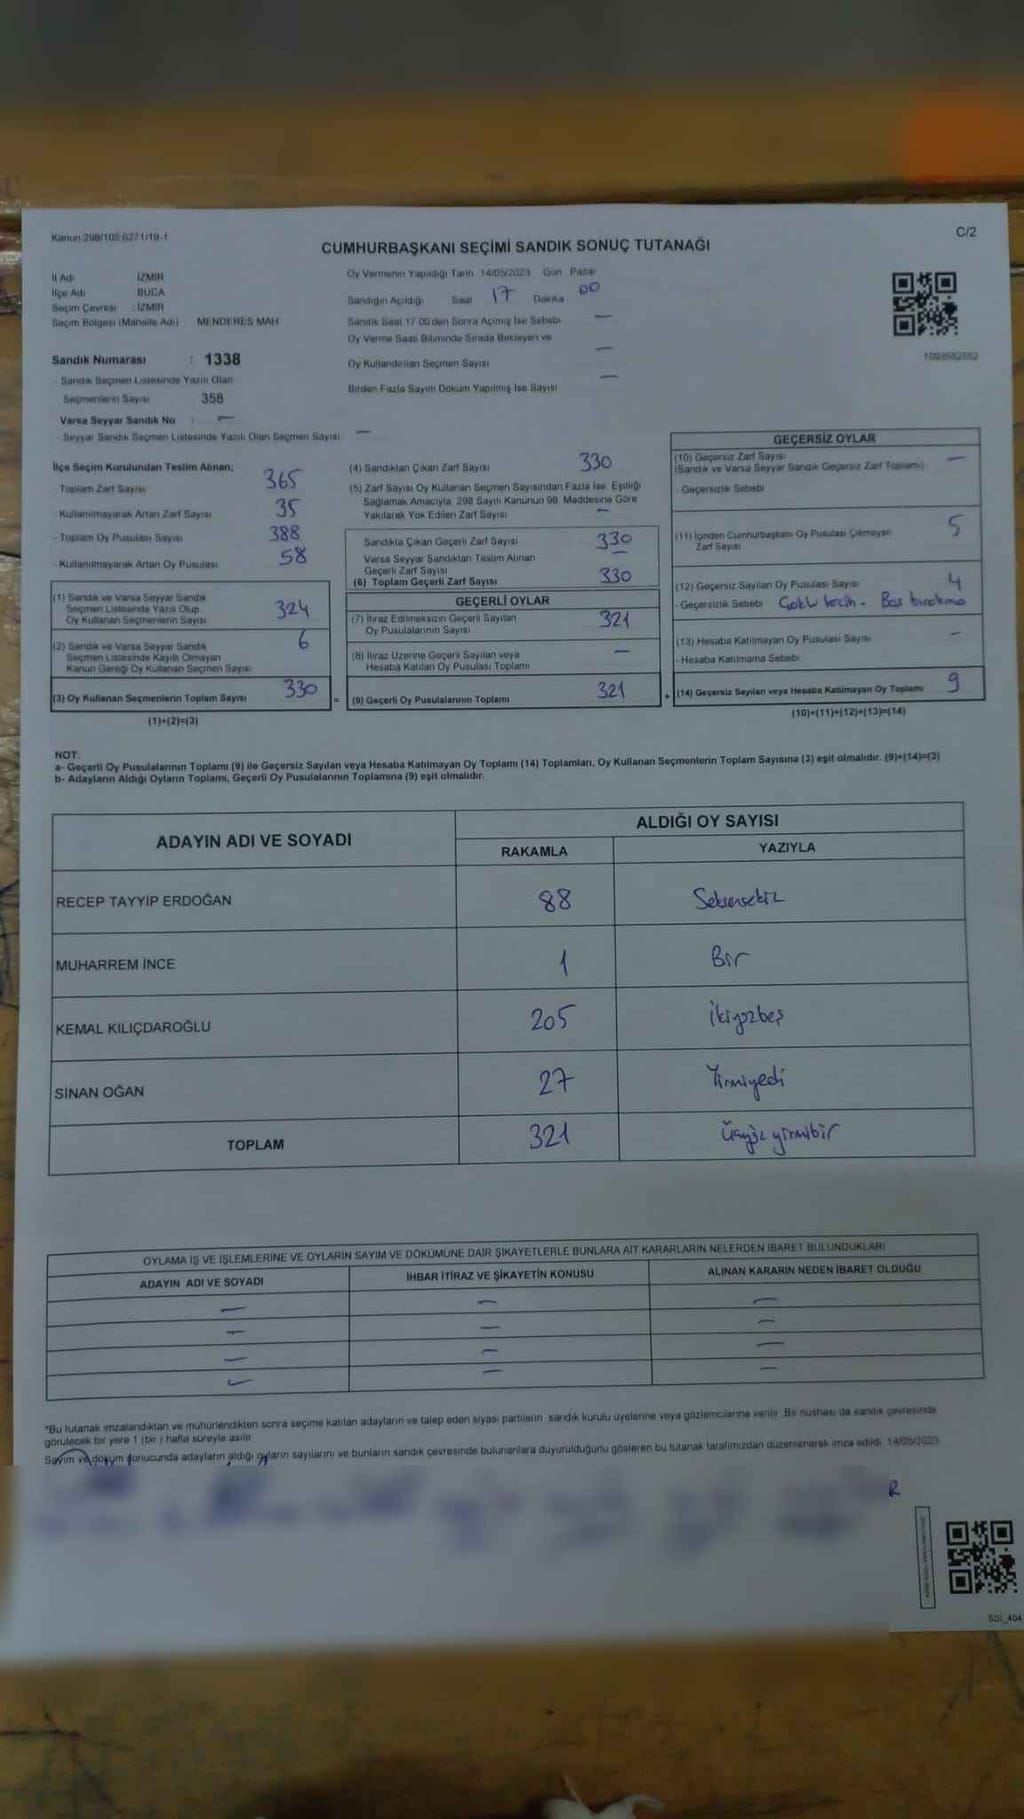 Kanun:298/105,6271/19-1
C/2
CUMHURBAŞKANI SEÇİMİ SANDIK SONUÇ TUTANAĞI
İl Adı İZMİR
İlçe Adı BUCA
Seçim Çevresi : İZMİR
Seçim Bölgesi (Mahalle Adı) MENDERES MAH
Sandık Numarası : 1338
- Sandık Seçmen Listesinde Yazılı Olan
Seçmenlerin Sayısı 358
Varsa Seyyar Sandık No : —
- Seyyar Sandık Seçmen Listesinde Yazılı Olan Seçmen Sayısı —
Oy Vermenin Yapıldığı Tarih 14/05/2023 Gün Pazar
Sandığın Açıldığı Saat 17 Dakika 00
Sandık Saat 17.00'den Sonra Açımış İse Sebebi —
Oy Verme Saati Bitiminde Sırada Bekleyen ve
Oy Kullandırılan Seçmen Sayısı —
Birden Fazla Sayım Döküm Yapılmış İse Sayısı —
1093582552
İlçe Seçim Kurulundan Teslim Alınan;
- Toplam Zarf Sayısı 365
- Kullanılmayarak Artan Zarf Sayısı 35
- Toplam Oy Pusulası Sayısı 388
- Kullanılmayarak Artan Oy Pusulası 58
(1) Sandık ve Varsa Seyyar Sandık
Seçmen Listesinde Yazılı Olup
Oy Kullanan Seçmenlerin Sayısı 324
(2) Sandık ve Varsa Seyyar Sandık
Seçmen Listesinde Kayıtlı Olmayan
Kanun Gereği Oy Kullanan Seçmen Sayısı 6
(3) Oy Kullanan Seçmenlerin Toplam Sayısı 330
(1)+(2)=(3)
=
(4) Sandıktan Çıkan Zarf Sayısı 330
(5) Zarf Sayısı Oy Kullanan Seçmen Sayısından Fazla İse, Eşitliği
Sağlamak Amacıyla, 298 Sayılı Kanunun 98. Maddesine Göre
Yakılarak Yok Edilen Zarf Sayısı —
Sandıkta Çıkan Geçerli Zarf Sayısı 330
Varsa Seyyar Sandıktan Teslim Alınan
Geçerli Zarf Sayısı —
(6) Toplam Geçerli Zarf Sayısı 330
GEÇERLİ OYLAR
(7) İtiraz Edilmeksizin Geçerli Sayılan
Oy Pusulalarının Sayısı 321
(8) İtiraz Üzerine Geçerli Sayılan veya
Hesaba Katılan Oy Pusulası Toplamı —
(9) Geçerli Oy Pusulalarının Toplamı 321
+
GEÇERSİZ OYLAR
(10) Geçersiz Zarf Sayısı —
(Sandık ve Varsa Seyyar Sandık Geçersiz Zarf Toplamı)
- Geçersizlik Sebebi
(11) İçinden Cumhurbaşkanı Oy Pusulası Çıkmayan
Zarf Sayısı 5
(12) Geçersiz Sayılan Oy Pusulası Sayısı 4
- Geçersizlik Sebebi Çoklu tercih - Boş bırakma
(13) Hesaba Katılmayan Oy Pusulası Sayısı —
- Hesaba Katılmama Sebebi
(14) Geçersiz Sayılan veya Hesaba Katılmayan Oy Toplamı 9
(10)+(11)+(12)+(13)=(14)
NOT:
a- Geçerli Oy Pusulalarının Toplamı (9) ile Geçersiz Sayılan veya Hesaba Katılmayan Oy Toplamı (14) Toplamları, Oy Kullanan Seçmenlerin Toplam Sayısına (3) eşit olmalıdır. (9)+(14)=(3)
b- Adayların Aldığı Oyların Toplamı, Geçerli Oy Pusulalarının Toplamına (9) eşit olmalıdır.
ADAYIN ADI VE SOYADI ALDIĞI OY SAYISI
RAKAMLA YAZIYLA
RECEP TAYYİP ERDOĞAN 88 Seksensekiz
MUHARREM İNCE 1 Bir
KEMAL KILIÇDAROĞLU 205 İkiyüzbeş
SİNAN OĞAN 27 Yirmiyedi
TOPLAM 321 Üçyüz yirmibir
OYLAMA İŞ VE İŞLEMLERİNE VE OYLARIN SAYIM VE DÖKÜMÜNE DAİR ŞİKAYETLERLE BUNLARA AİT KARARLARIN NELERDEN İBARET BULUNDUKLARI
ADAYIN ADI VE SOYADI İHBAR İTİRAZ VE ŞİKAYETİN KONUSU ALINAN KARARIN NEDEN İBARET OLDUĞU
— — —
— — —
— — —
— — —
*Bu tutanak imzalandıktan ve mühürlendikten sonra seçime katılan adayların ve talep eden siyasi partilerin sandık kurulu üyelerine veya gözlemcilerine verilir. Bir nüshası da sandık çevresinde
görülecek bir yere 1 (bir) hafta süreyle asılır.
Sayım ve döküm sonucunda adayların aldığı oyların sayılarını ve bunların sandık çevresinde bulunanlara duyurulduğunu gösteren bu tutanak tarafımızdan düzenlenerek imza edildi. 14/05/2023
R
SSİ_404